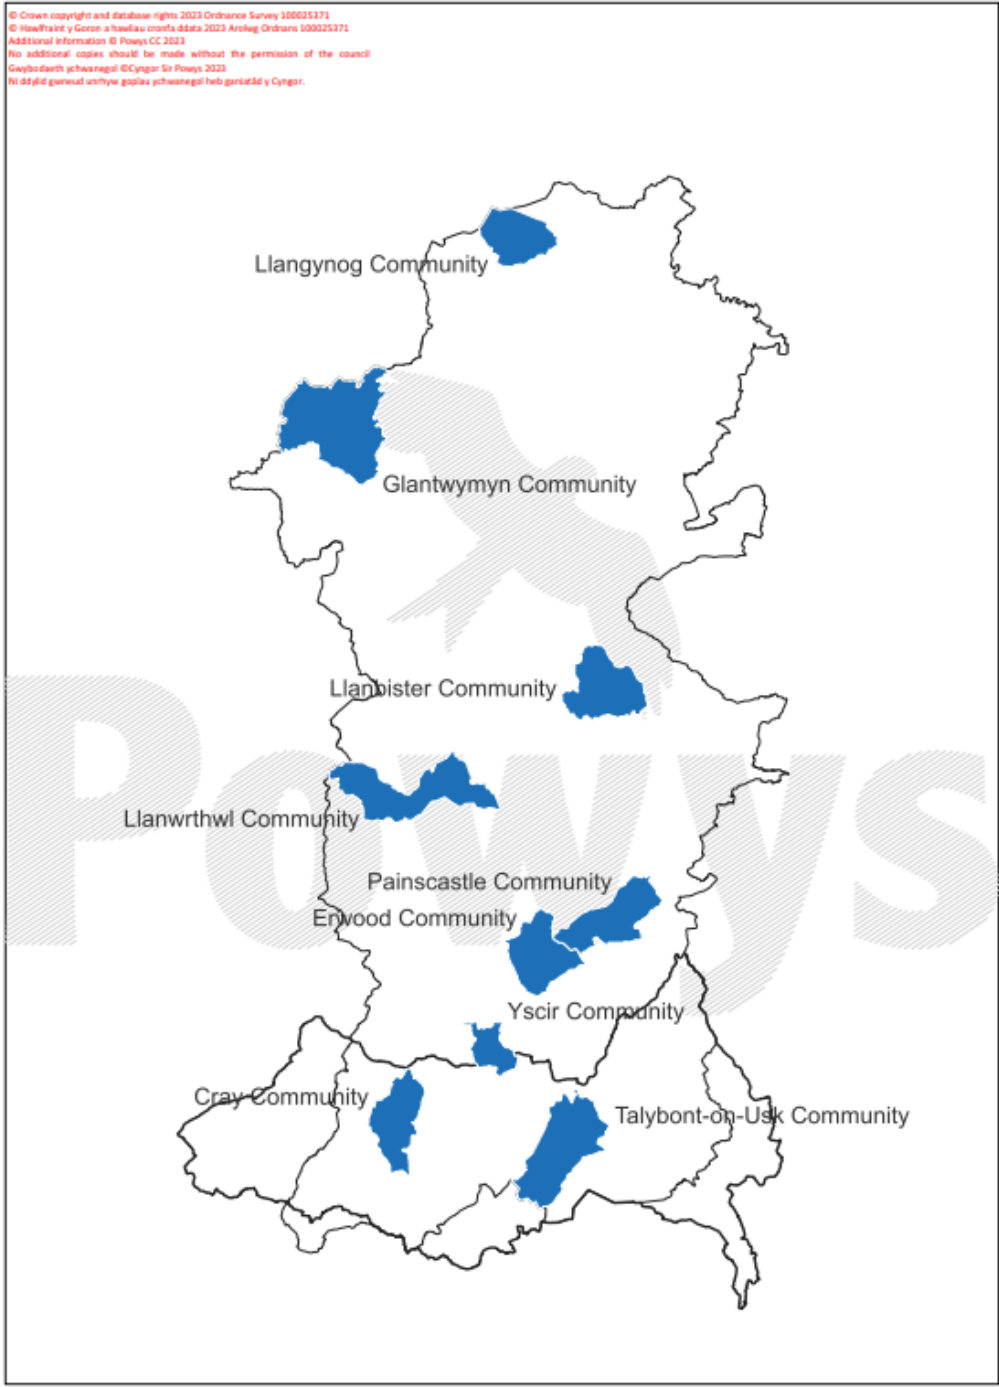 © Crown copyright and database rights 2023 Ordnance Survey 100025371
© Hawlfraint y Goron a hawliau cronfa ddata 2023 Arolwg Ordnans 100025371
Additional Information © Powys CC 2023
No additional copies should be made without the permission of the council
Gwybodaeth ychwanegol ©Cyngor Sir Powys 2023
Ni ddylid gwneud unrhyw gopïau ychwanegol heb ganiatâd y Cyngor.
Llangynog Community
Glantwymyn Community
Llanbister Community
Powys
Llanwrthwl Community
Painscastle Community
Erwood Community
Yscir Community
Cray Community
Talybont-on-Usk Community